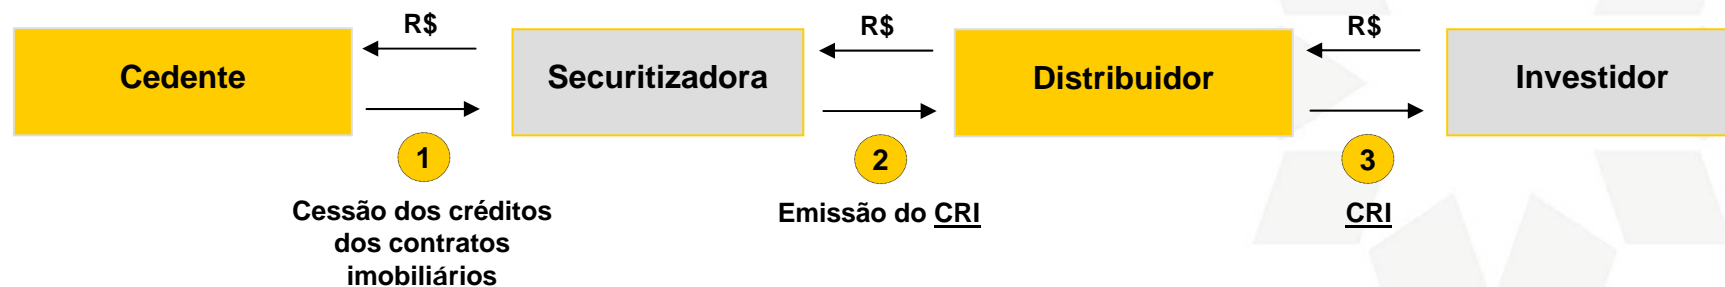 R$
R$
R$
Cedente
Securitizadora
Distribuidor
Investidor
1
2
3
Cessão dos créditos
dos contratos
imobiliários
Emissão do CRI
CRI